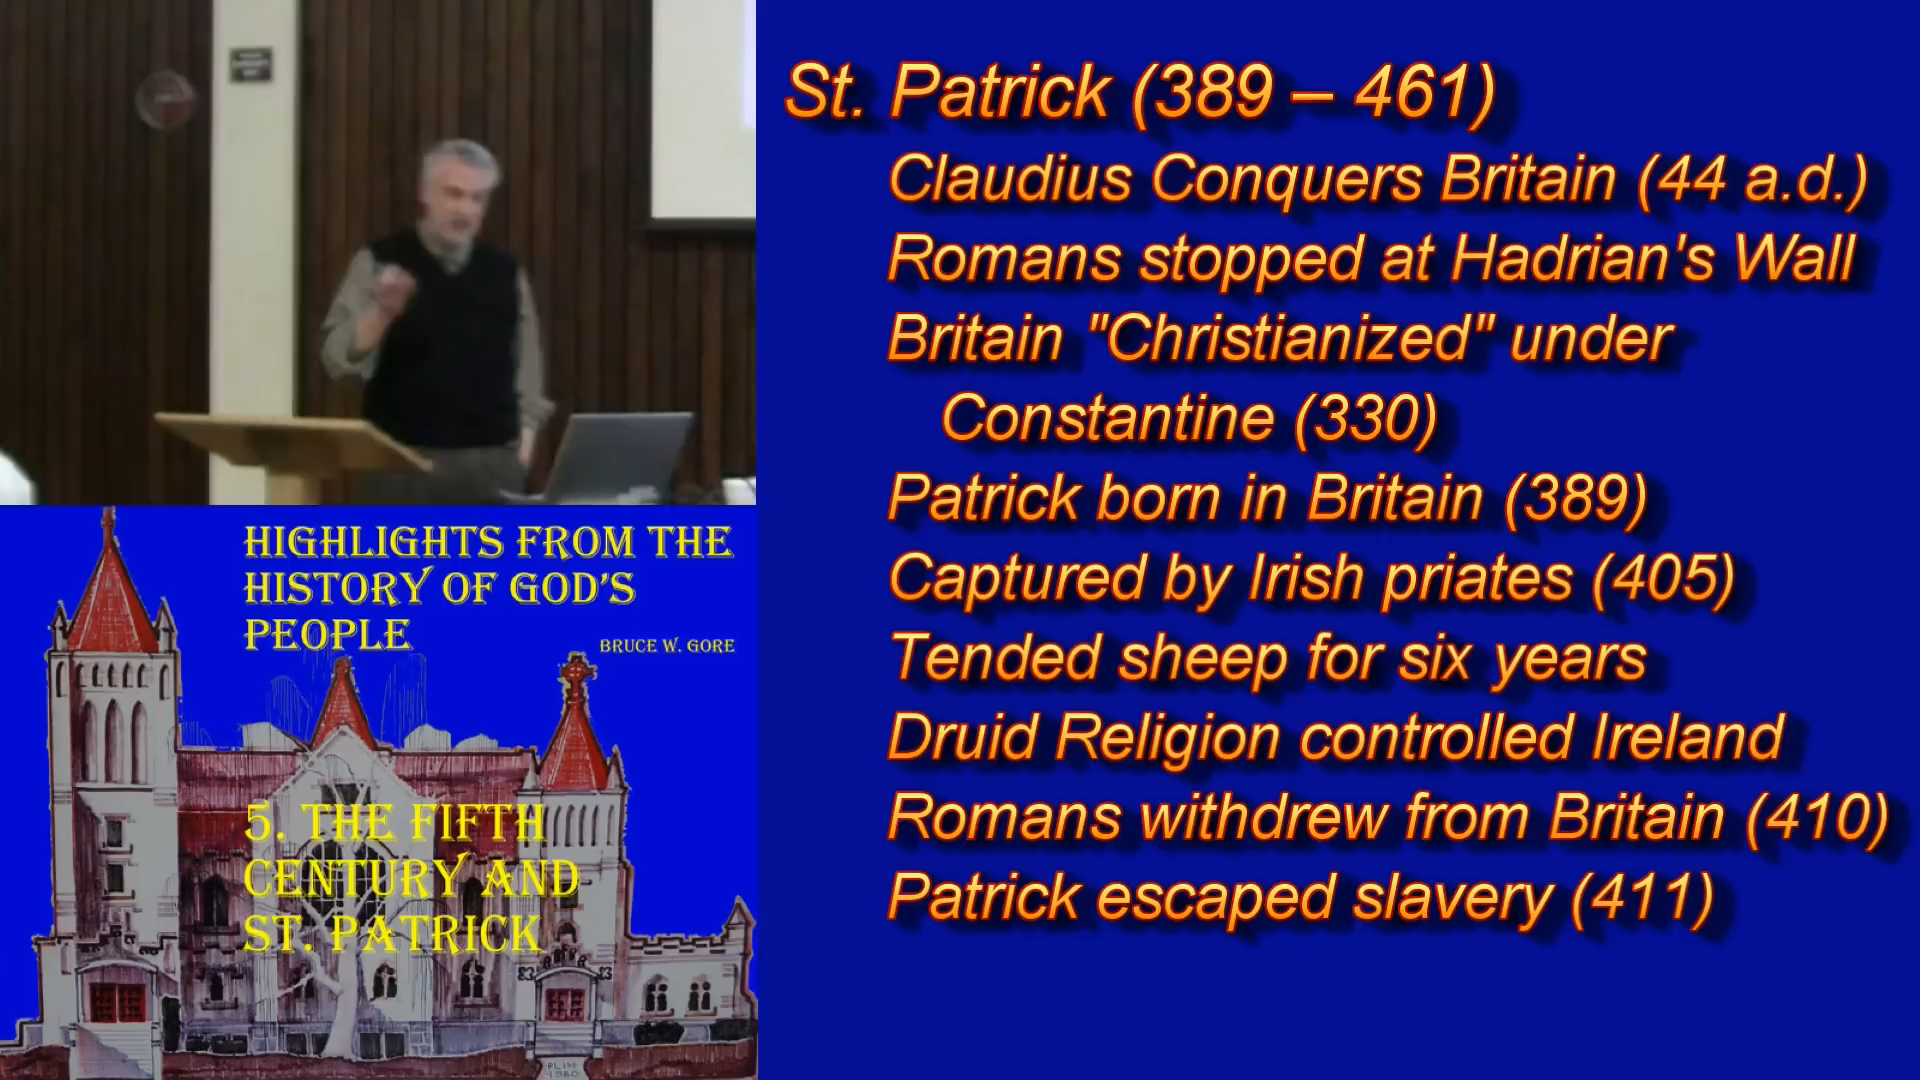 St. Patrick (389 – 461)
Claudius Conquers Britain (44 a.d.)
Romans stopped at Hadrian's Wall
Britain "Christianized" under
Constantine (330)
Patrick born in Britain (389)
Captured by Irish priates (405)
Tended sheep for six years
Druid Religion controlled Ireland
Romans withdrew from Britain (410)
Patrick escaped slavery (411)
HIGHLIGHTS FROM THE
HISTORY OF GOD'S
PEOPLE
BRUCE W. GORE
5. THE FIFTH
CENTURY AND
ST. PATRICK